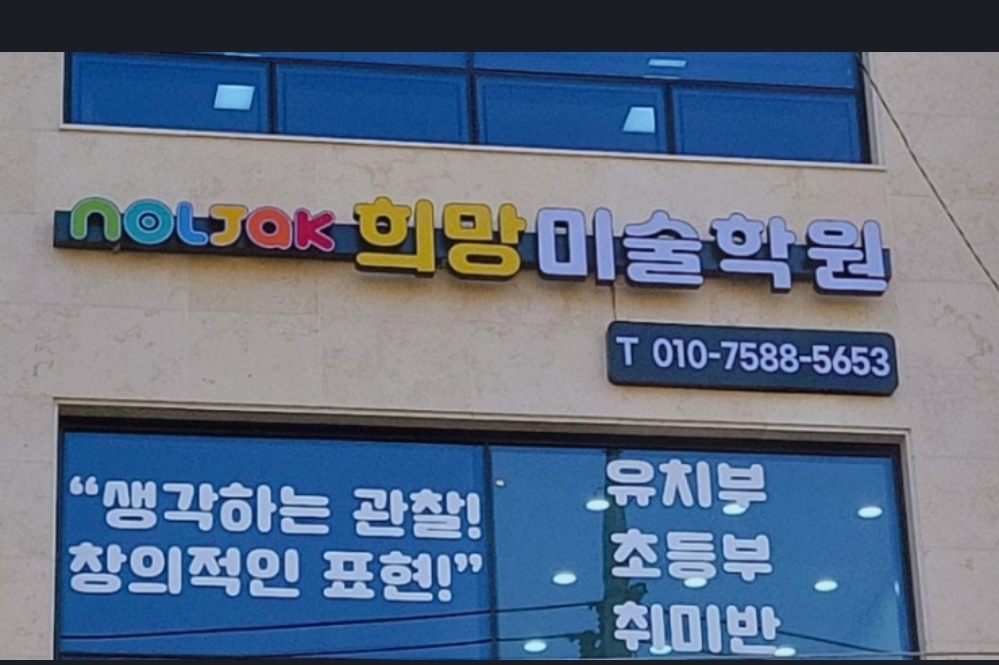 NOLJAK 희망미술학원
T 010-7588-5653
“생각하는 관찰!
창의적인 표현!”
유치부
초등부
취미반